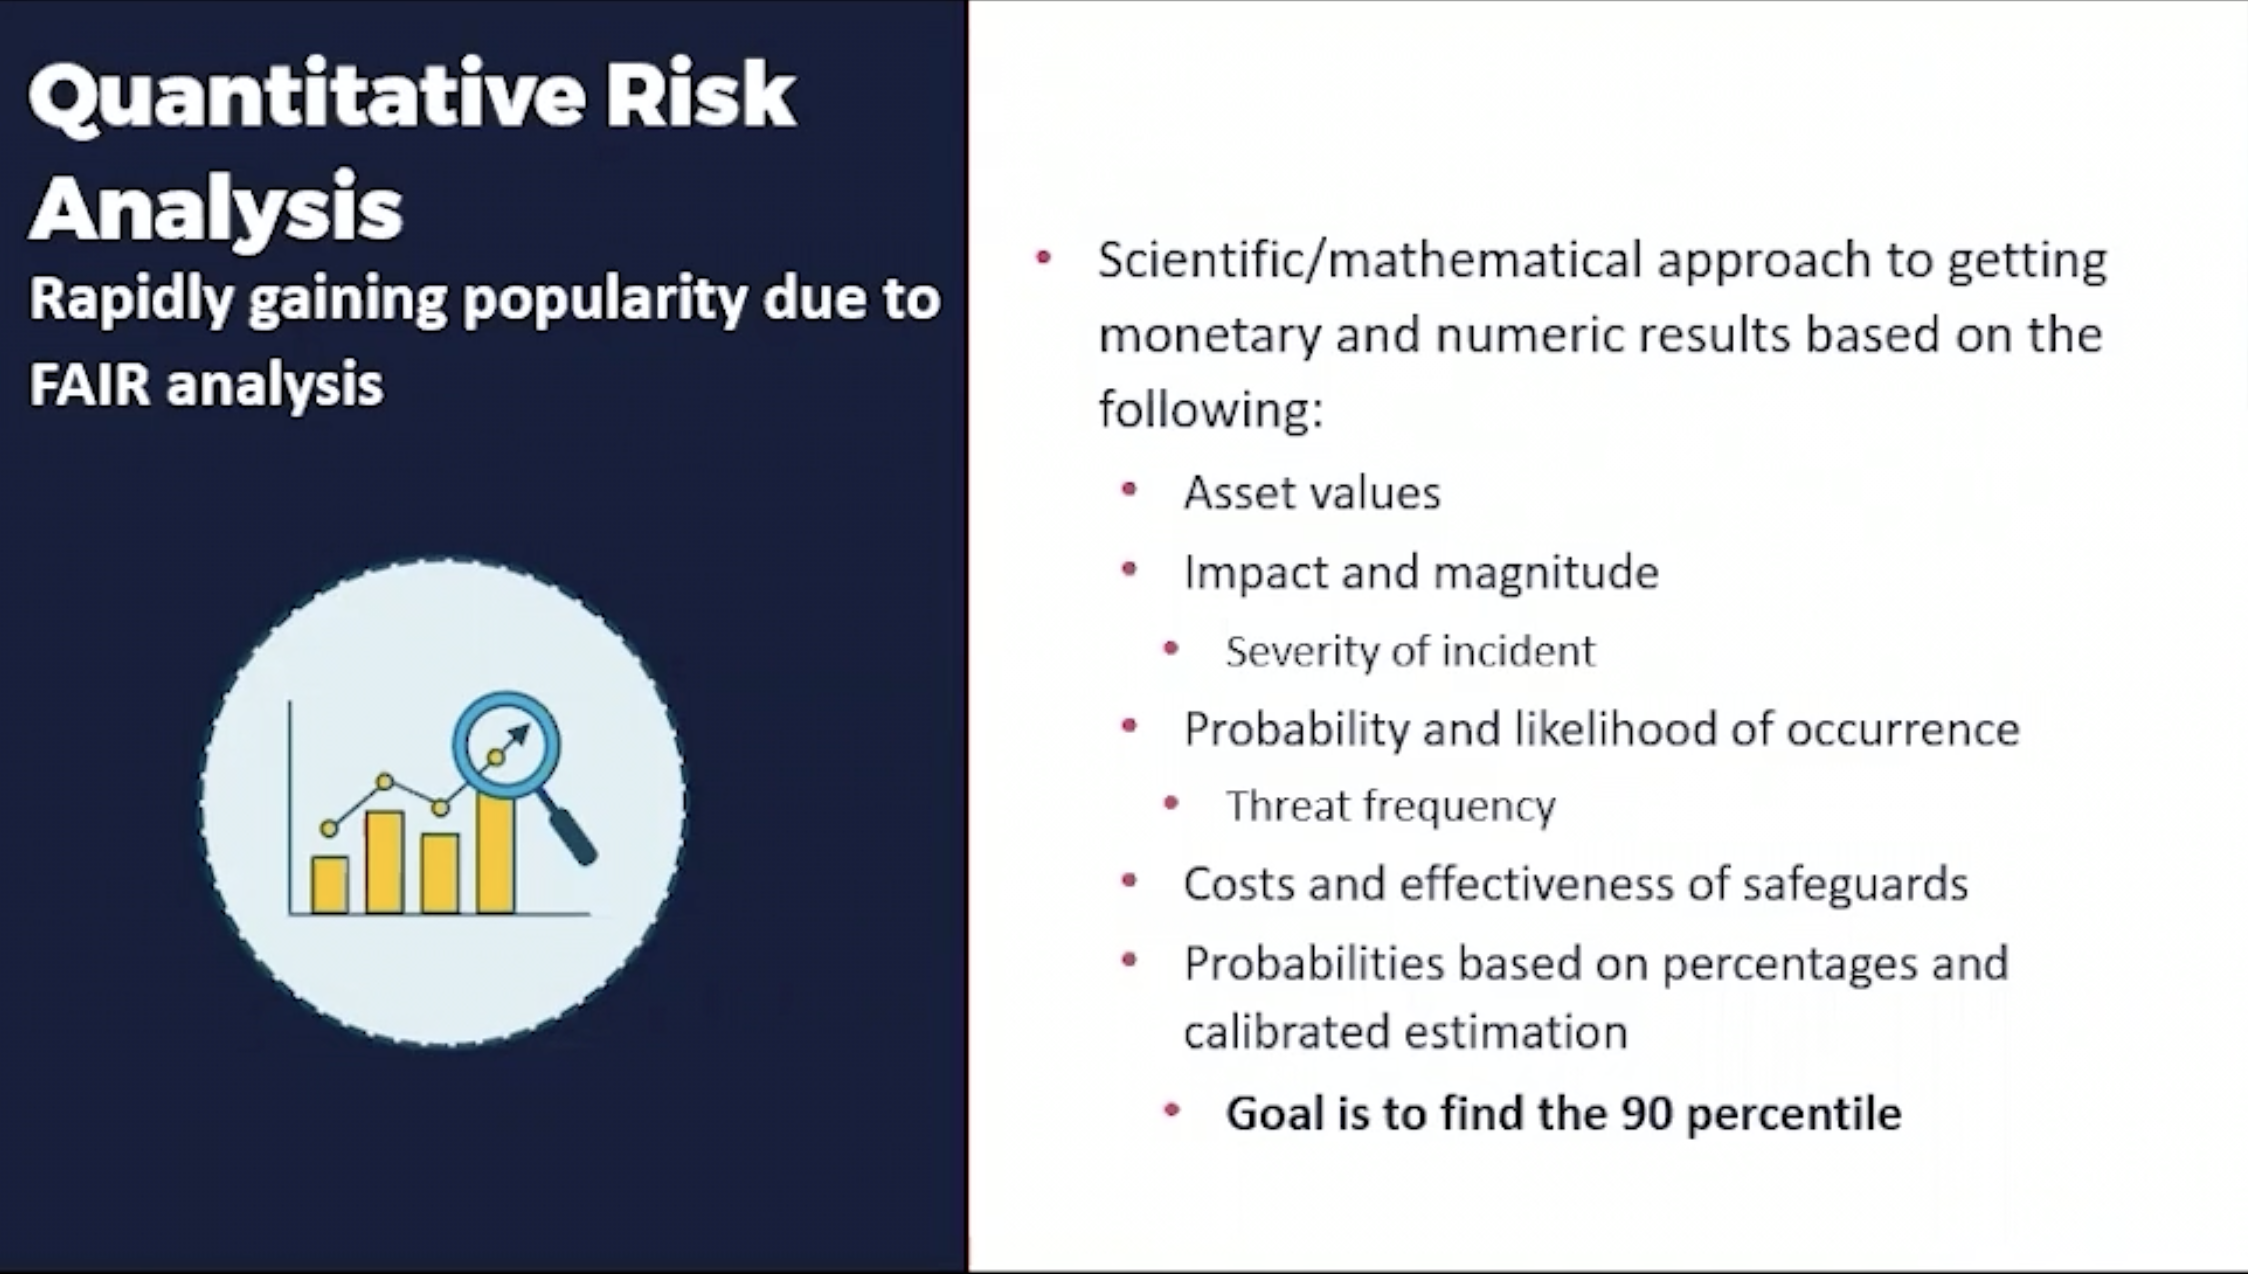 Quantitative Risk
Analysis
Rapidly gaining popularity due to
FAIR analysis
Scientific/mathematical approach to getting
monetary and numeric results based on the
following:
Asset values
Impact and magnitude
Severity of incident
Probability and likelihood of occurrence
Threat frequency
Costs and effectiveness of safeguards
Probabilities based on percentages and
calibrated estimation
Goal is to find the 90 percentile